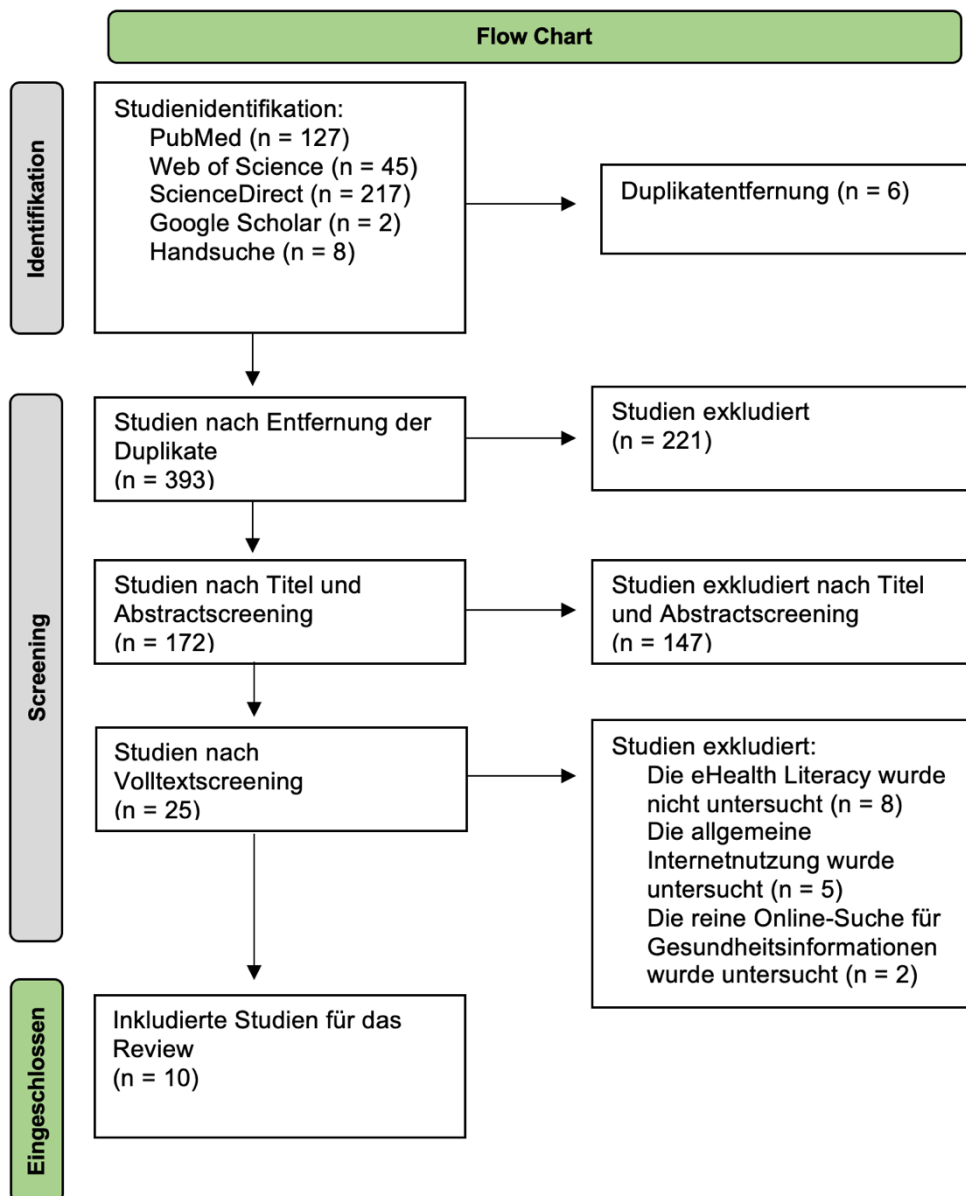 Flow Chart
Identifikation
Studienidentifikation:
PubMed (n = 127)
Web of Science (n = 45)
ScienceDirect (n = 217)
Google Scholar (n = 2)
Handsuche (n = 8)
Duplikatentfernung (n = 6)
Screening
Studien nach Entfernung der
Duplikate
(n = 393)
Studien exkludiert
(n = 221)
Studien nach Titel und
Abstractscreening
(n = 172)
Studien exkludiert nach Titel
und Abstractscreening
(n = 147)
Studien nach
Volltextscreening
(n = 25)
Studien exkludiert:
Die eHealth Literacy wurde
nicht untersucht (n = 8)
Die allgemeine
Internetnutzung wurde
untersucht (n = 5)
Die reine Online-Suche für
Gesundheitsinformationen
wurde untersucht (n = 2)
Eingeschlossen
Inkludierte Studien für das
Review
(n = 10)